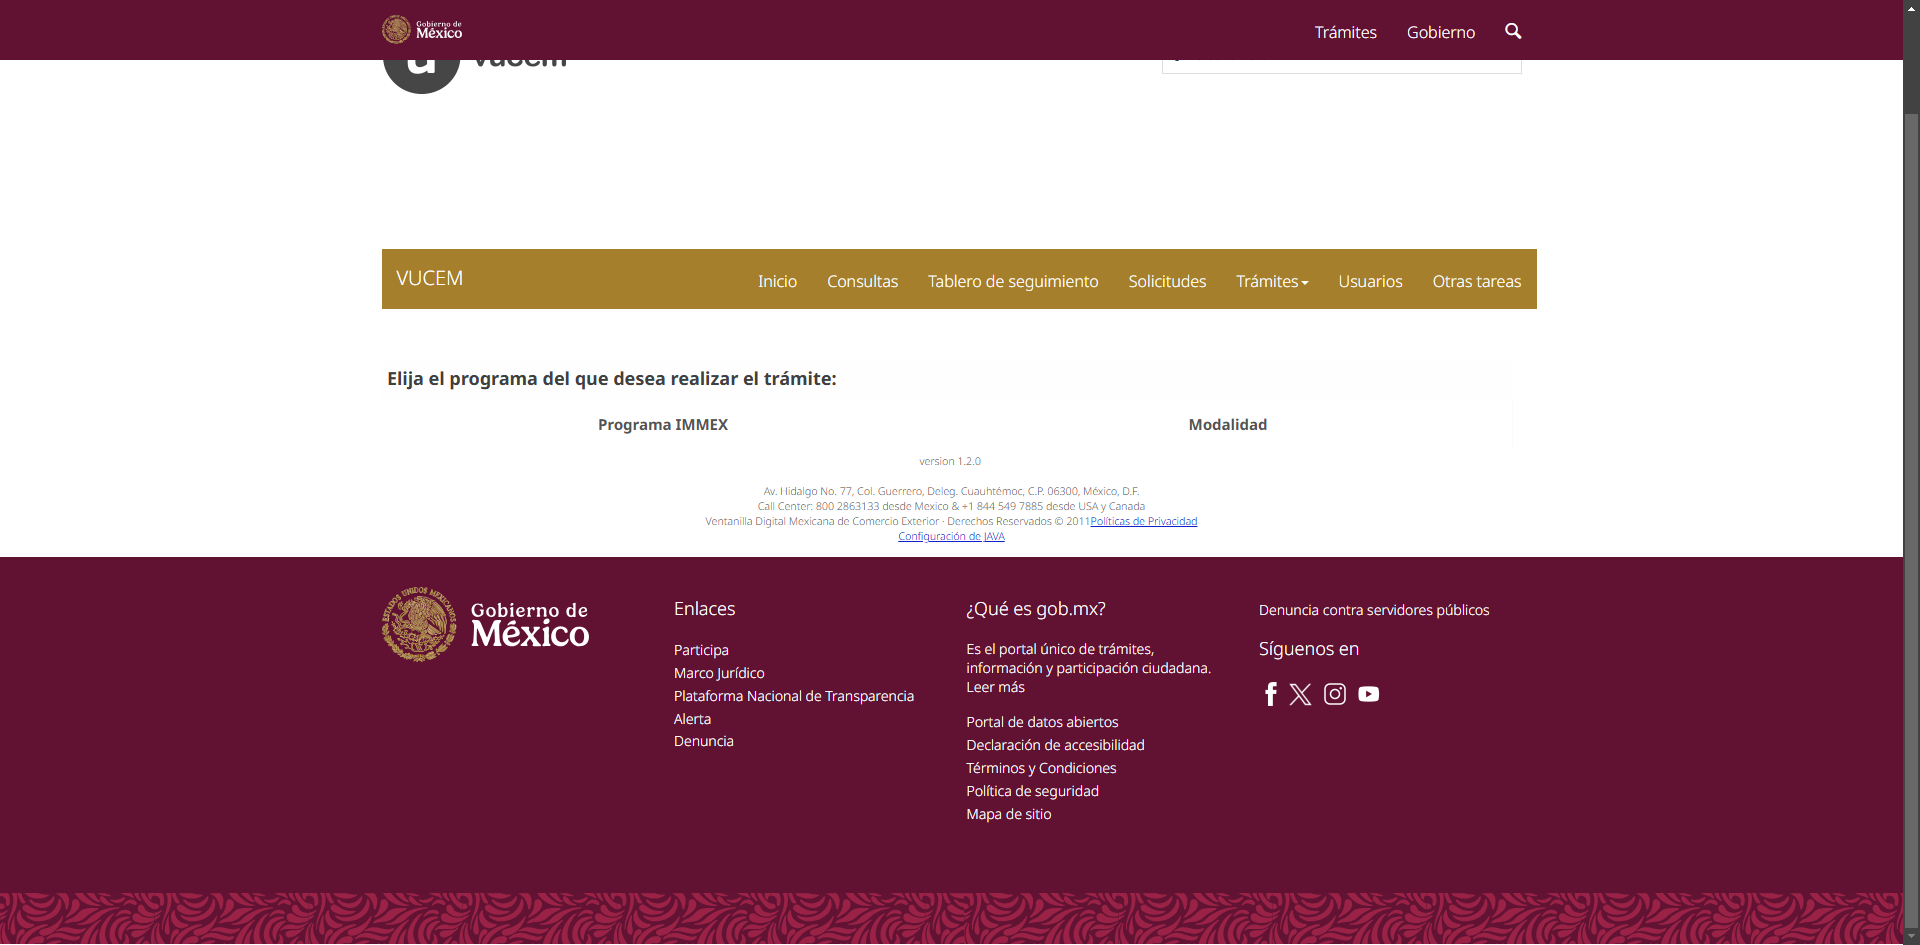 Gobierno de
México
Trámites Gobierno
vucem
VUCEM
Inicio Consultas Tablero de seguimiento Solicitudes Trámites Usuarios Otras tareas
Elija el programa del que desea realizar el trámite:
Programa IMMEX Modalidad
version 1.2.0
Av. Hidalgo No. 77, Col. Guerrero, Deleg. Cuauhtémoc, C.P. 06300, México, D.F.
Call Center: 800 2863133 desde Mexico & +1 844 549 7885 desde USA y Canada
Ventanilla Digital Mexicana de Comercio Exterior · Derechos Reservados © 2011Políticas de Privacidad
Configuración de JAVA
ESTADOS UNIDOS MEXICANOS
Gobierno de
México
Enlaces
Participa
Marco Jurídico
Plataforma Nacional de Transparencia
Alerta
Denuncia
¿Qué es gob.mx?
Es el portal único de trámites,
información y participación ciudadana.
Leer más
Portal de datos abiertos
Declaración de accesibilidad
Términos y Condiciones
Política de seguridad
Mapa de sitio
Denuncia contra servidores públicos
Síguenos en